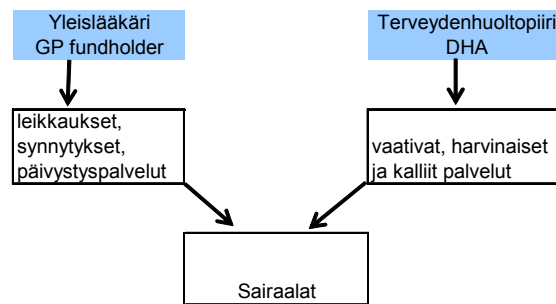 Yleislääkäri
GP fundholder
Terveydenhuoltopiiri
DHA
leikkaukset,
synnytykset,
päivystyspalvelut
vaativat, harvinaiset
ja kalliit palvelut
Sairaalat